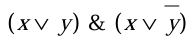 (x ∨ y) & (x ∨ y̅)